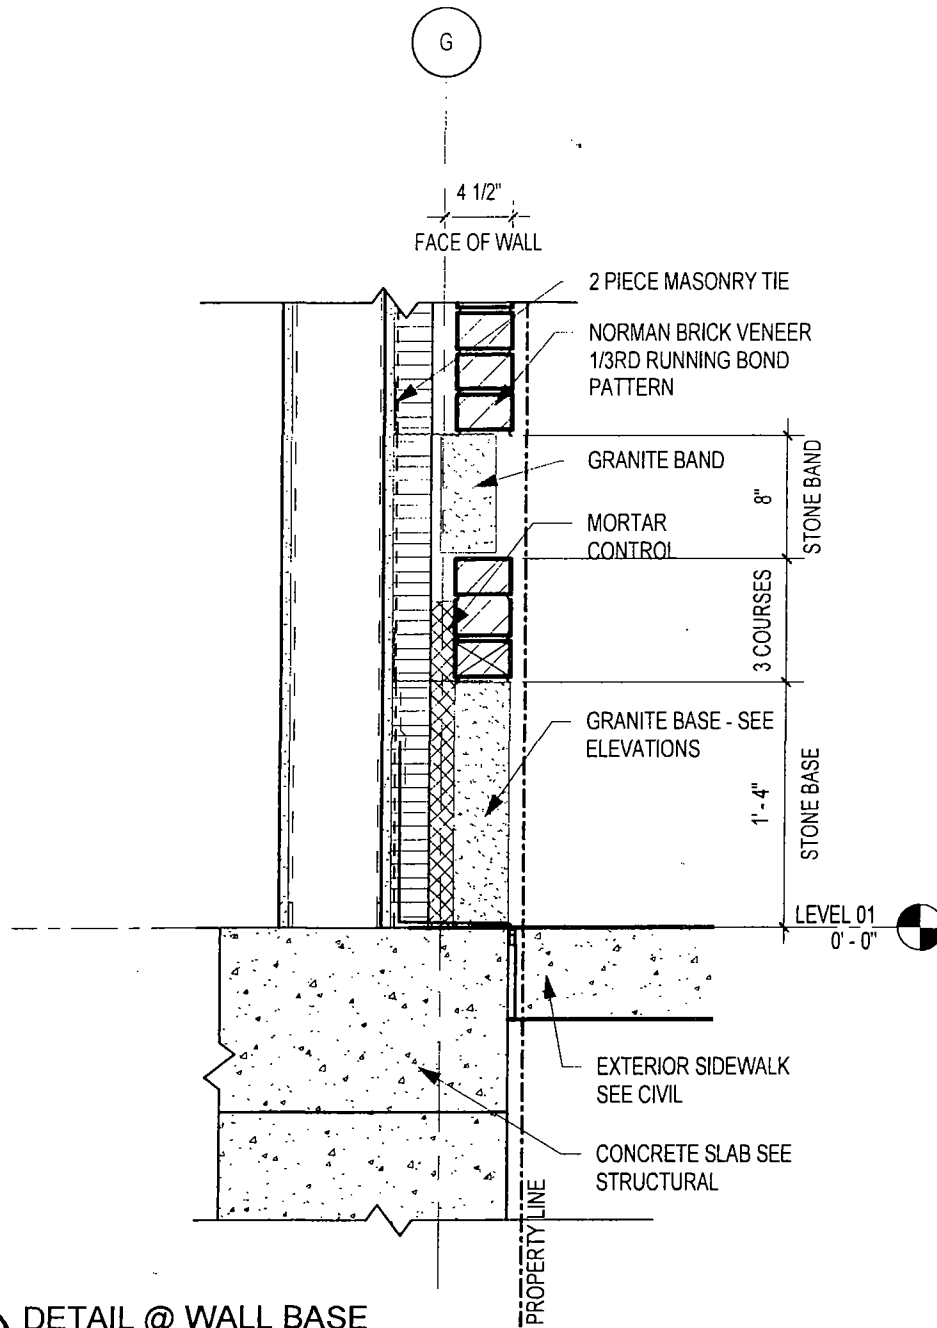 G
4 1/2"
FACE OF WALL
2 PIECE MASONRY TIE
NORMAN BRICK VENEER
1/3RD RUNNING BOND
PATTERN
GRANITE BAND
8"
STONE BAND
MORTAR
CONTROL
3 COURSES
GRANITE BASE - SEE
ELEVATIONS
1' - 4"
STONE BASE
LEVEL 01
0' - 0"
EXTERIOR SIDEWALK
SEE CIVIL
CONCRETE SLAB SEE
STRUCTURAL
PROPERTY LINE
DETAIL @ WALL BASE